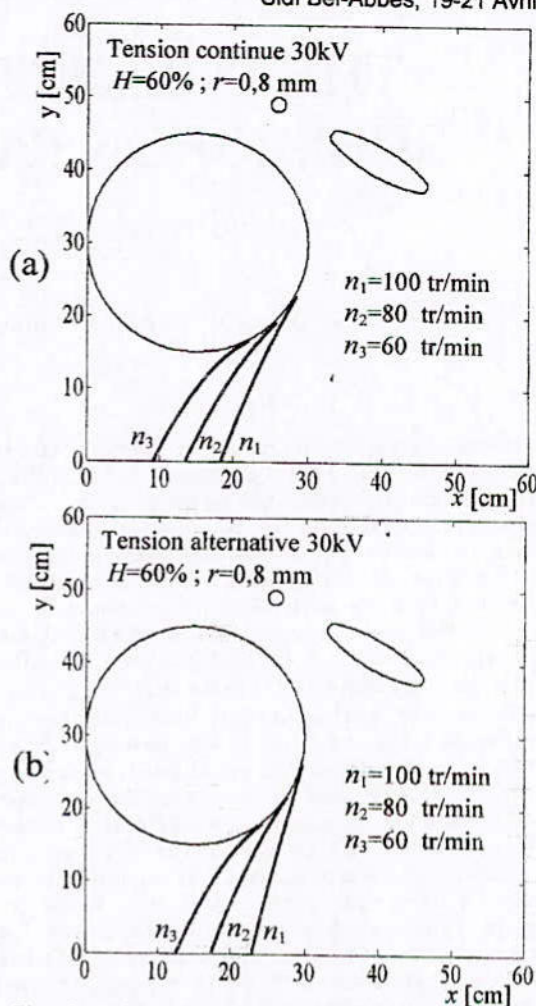 Sidi Bel-Abbès, 19-21 Avril
(a)
y [cm]
60
50
40
30
20
10
0
Tension continue 30kV
H=60% ; r=0,8 mm
n₁=100 tr/min
n₂=80 tr/min
n₃=60 tr/min
n₃ n₂ n₁
0 10 20 30 40 50 60
x [cm]
(b)
y [cm]
60
50
40
30
20
10
0
Tension alternative 30kV
H=60% ; r=0,8 mm
n₁=100 tr/min
n₂=80 tr/min
n₃=60 tr/min
n₃ n₂ n₁
0 10 20 30 40 50 60
x [cm]